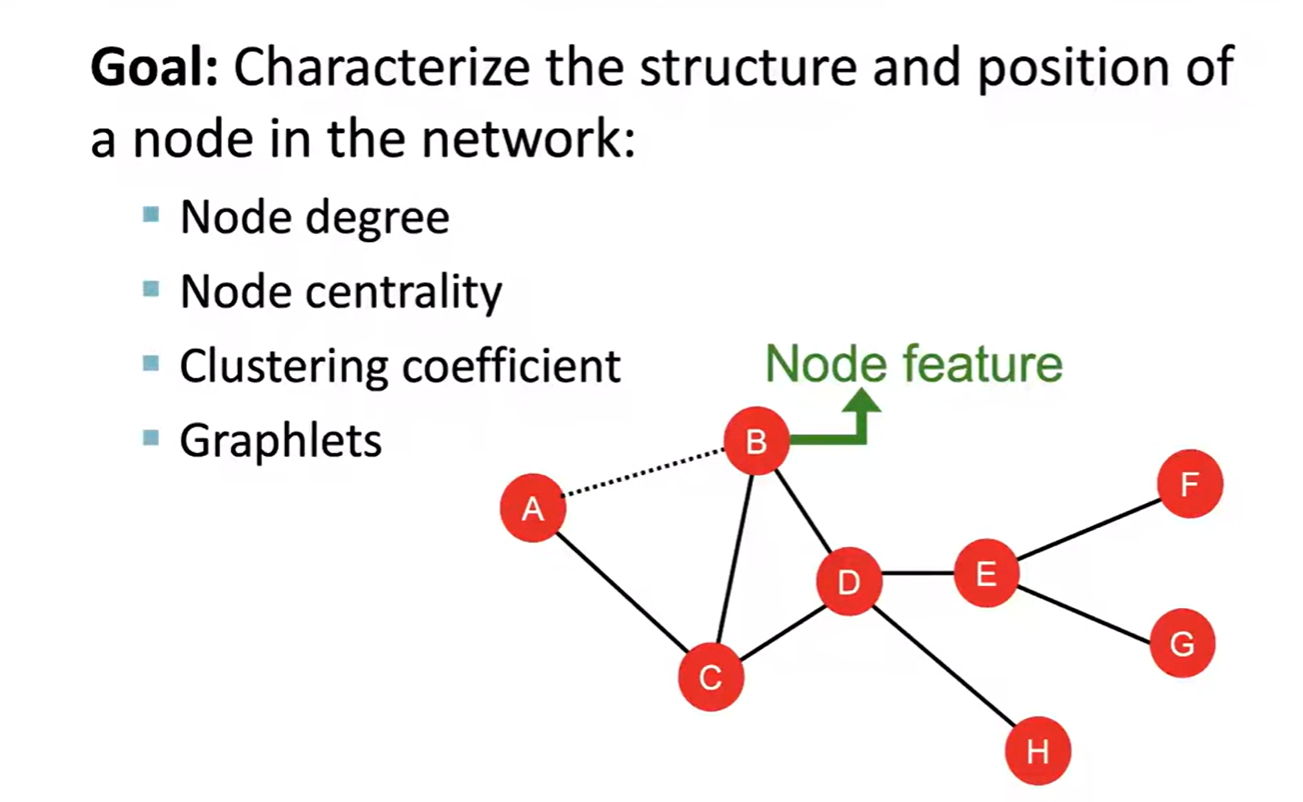 Goal: Characterize the structure and position of
a node in the network:
Node degree
Node centrality
Clustering coefficient
Graphlets
Node feature
B
A
F
D
E
G
C
H